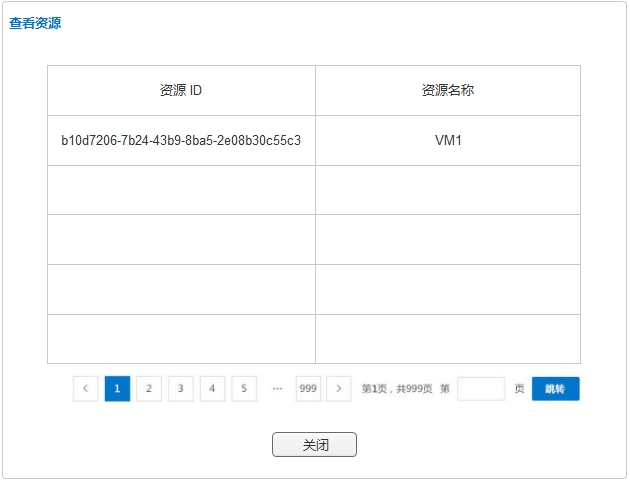 查看资源
资源 ID 资源名称
b10d7206-7b24-43b9-8ba5-2e08b30c55c3 VM1
< 1 2 3 4 5 ··· 999 > 第1页，共999页 第 页 跳转
关闭